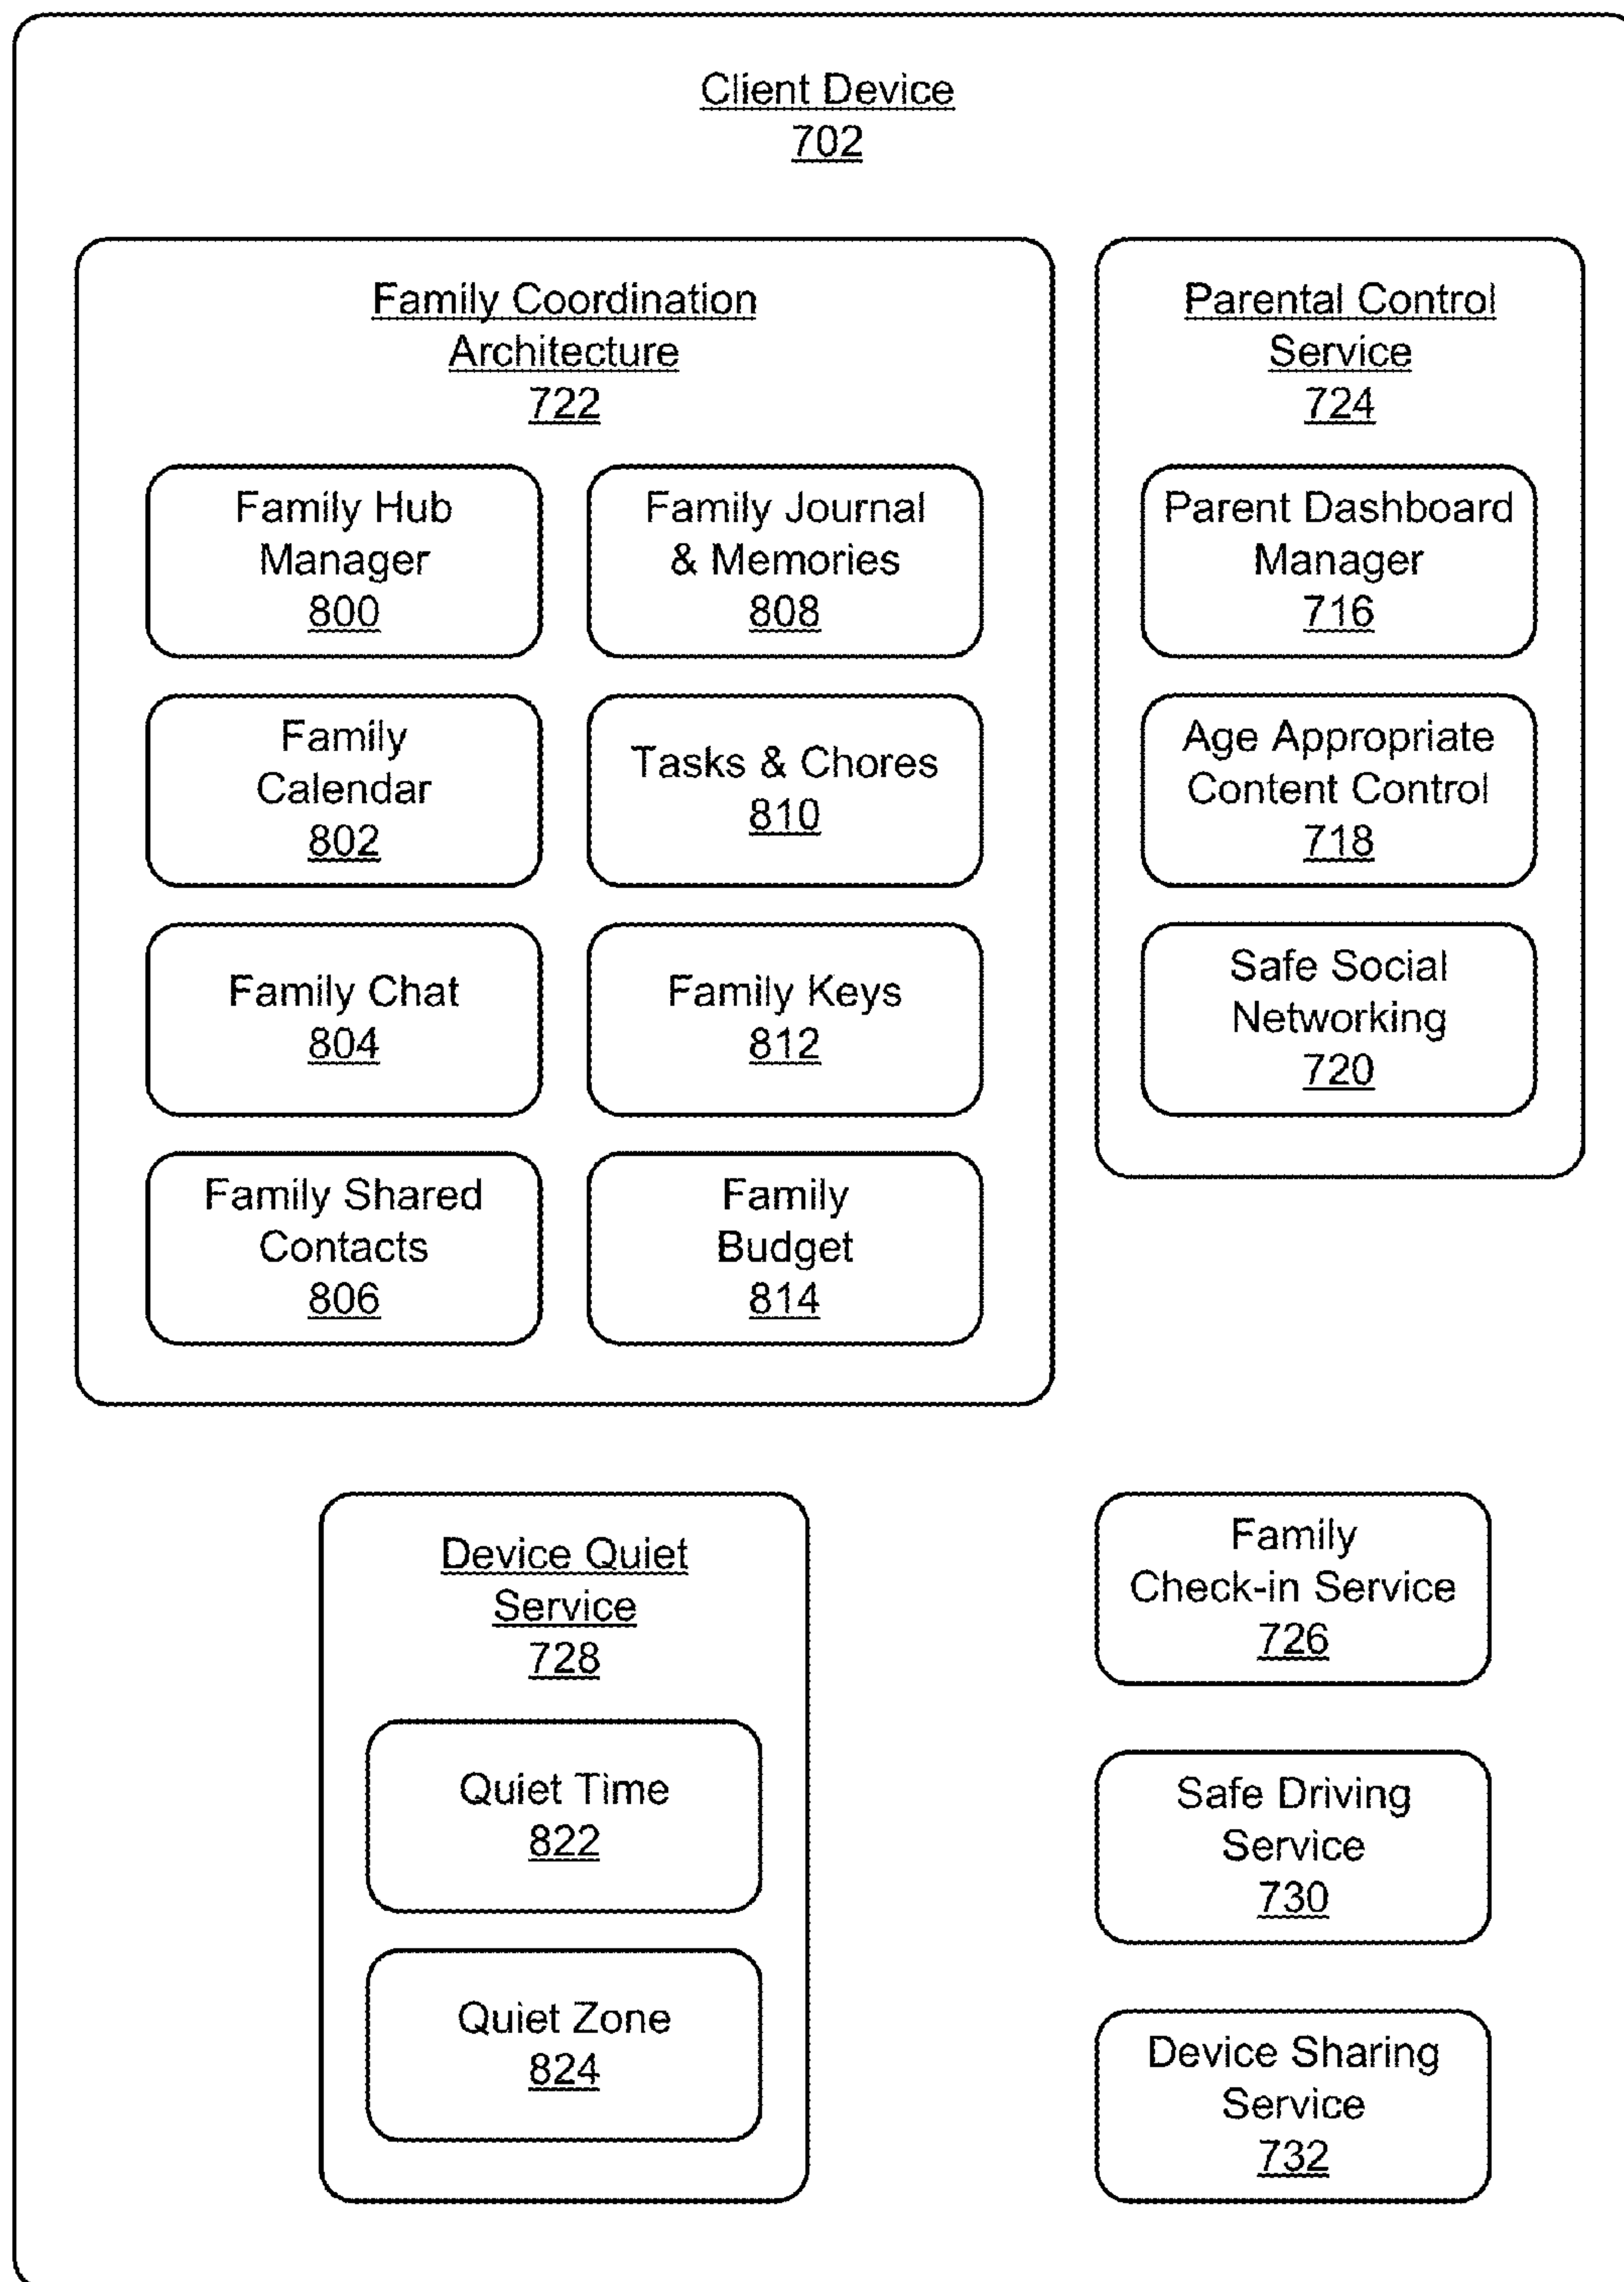 Client Device
702
Family Coordination
Architecture
722
Family Hub
Manager
800
Family Journal
& Memories
808
Family
Calendar
802
Tasks & Chores
810
Family Chat
804
Family Keys
812
Family Shared
Contacts
806
Family
Budget
814
Parental Control
Service
724
Parent Dashboard
Manager
716
Age Appropriate
Content Control
718
Safe Social
Networking
720
Device Quiet
Service
728
Quiet Time
822
Quiet Zone
824
Family
Check-in Service
726
Safe Driving
Service
730
Device Sharing
Service
732